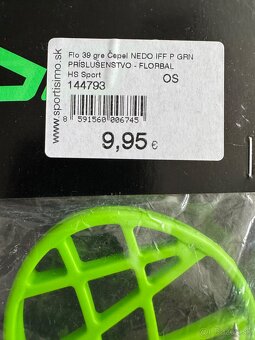 www.sportisimo.sk
Flo 39 gre Čepel NEDO IFF P GRN
PRÍSLUŠENSTVO - FLORBAL
HS Sport
OS
144793
8 591560 006745
9,95 €